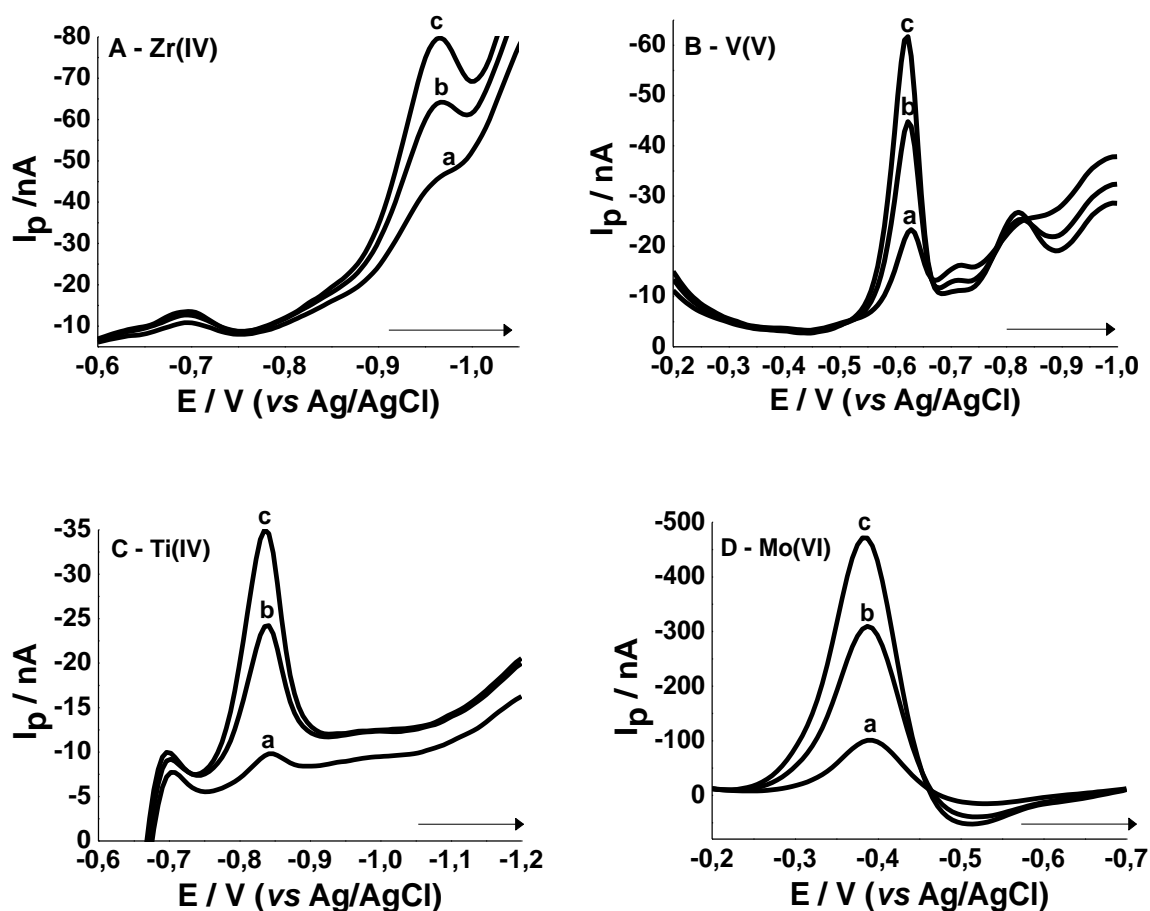 A - Zr(IV)
c
b
a
-80
-70
-60
-50
-40
-30
-20
-10
Ip /nA
-0,6 -0,7 -0,8 -0,9 -1,0
E / V (vs Ag/AgCl)
B - V(V)
c
b
a
-60
-50
-40
-30
-20
-10
0
Ip / nA
-0,2 -0,3 -0,4 -0,5 -0,6 -0,7 -0,8 -0,9 -1,0
E / V (vs Ag/AgCl)
C - Ti(IV)
c
b
a
-35
-30
-25
-20
-15
-10
-5
0
Ip / nA
-0,6 -0,7 -0,8 -0,9 -1,0 -1,1 -1,2
E / V (vs Ag/AgCl)
D - Mo(VI)
c
b
a
-500
-400
-300
-200
-100
0
Ip / nA
-0,2 -0,3 -0,4 -0,5 -0,6 -0,7
E / V (vs Ag/AgCl)